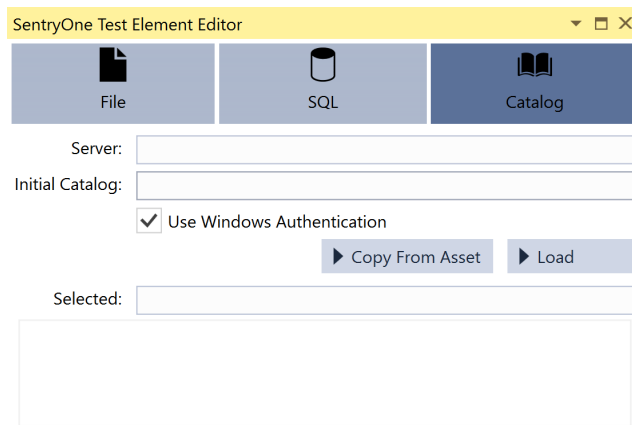 SentryOne Test Element Editor
File
SQL
Catalog
Server:
Initial Catalog:
Use Windows Authentication
Copy From Asset
Load
Selected: